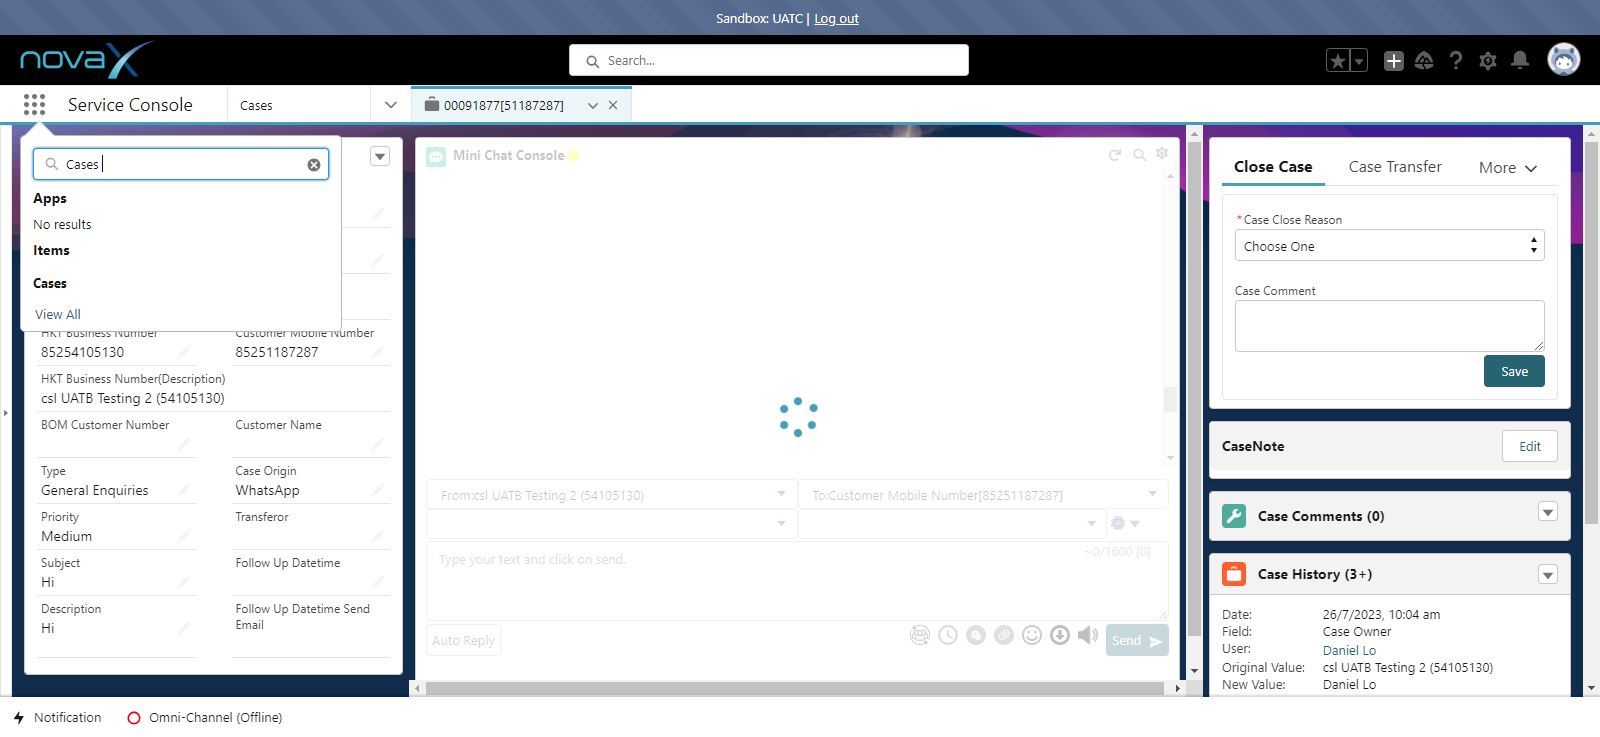 Sandbox: UATC | Log out
novaX
Search...
Service Console
Cases
00091877[51187287]
Cases
Apps
No results
Items
Cases
View All
HKT Business Number
Customer Mobile Number
85254105130
85251187287
HKT Business Number(Description)
csl UATB Testing 2 (54105130)
BOM Customer Number
Customer Name
Type
Case Origin
General Enquiries
WhatsApp
Priority
Transferor
Medium
Subject
Follow Up Datetime
Hi
Description
Follow Up Datetime Send
Email
Hi
Mini Chat Console
From:csl UATB Testing 2 (54105130)
To:Customer Mobile Number[85251187287]
Type your text and click on send.
~0/1600 [0]
Auto Reply
Send
Close Case
Case Transfer
More
*Case Close Reason
Choose One
Case Comment
Save
CaseNote
Edit
Case Comments (0)
Case History (3+)
Date: 26/7/2023, 10:04 am
Field: Case Owner
User: Daniel Lo
Original Value: csl UATB Testing 2 (54105130)
New Value: Daniel Lo
Notification
Omni-Channel (Offline)